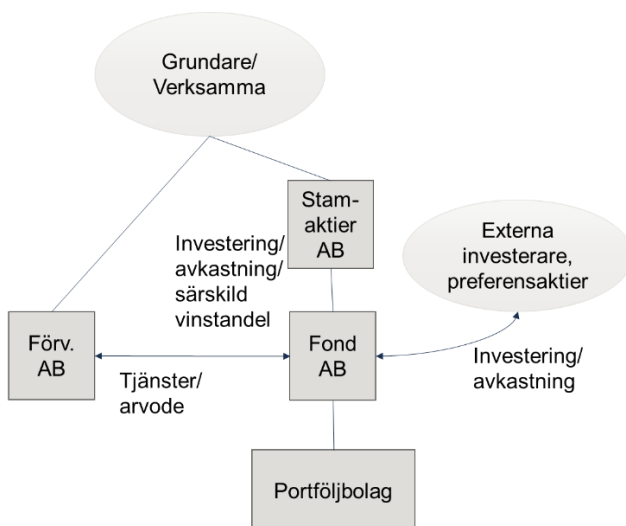 Grundare/
Verksamma
Stam-
aktier
AB
Investering/
avkastning/
särskild
vinstandel
Externa
investerare,
preferensaktier
Förv.
AB
Tjänster/
arvode
Fond
AB
Investering/
avkastning
Portföljbolag